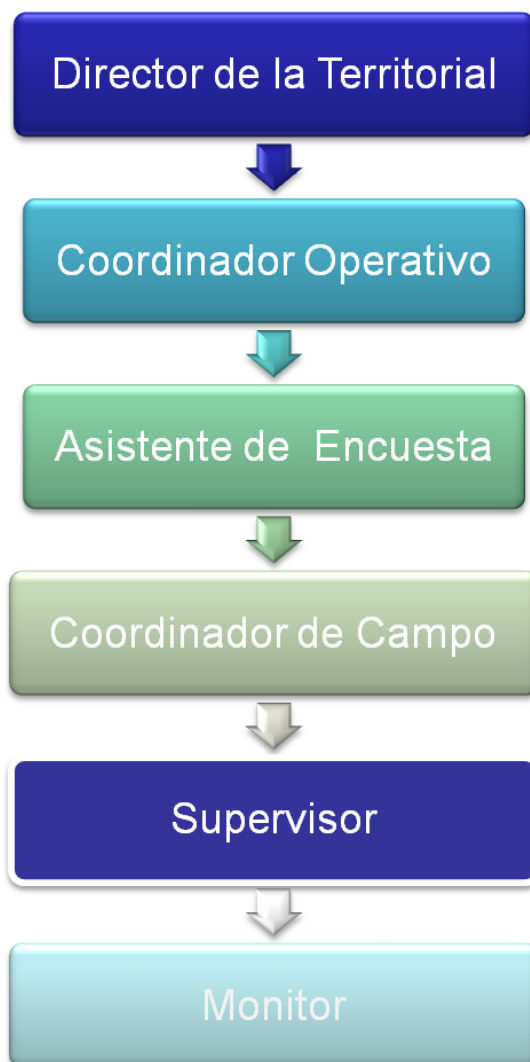 Director de la Territorial
Coordinador Operativo
Asistente de Encuesta
Coordinador de Campo
Supervisor
Monitor